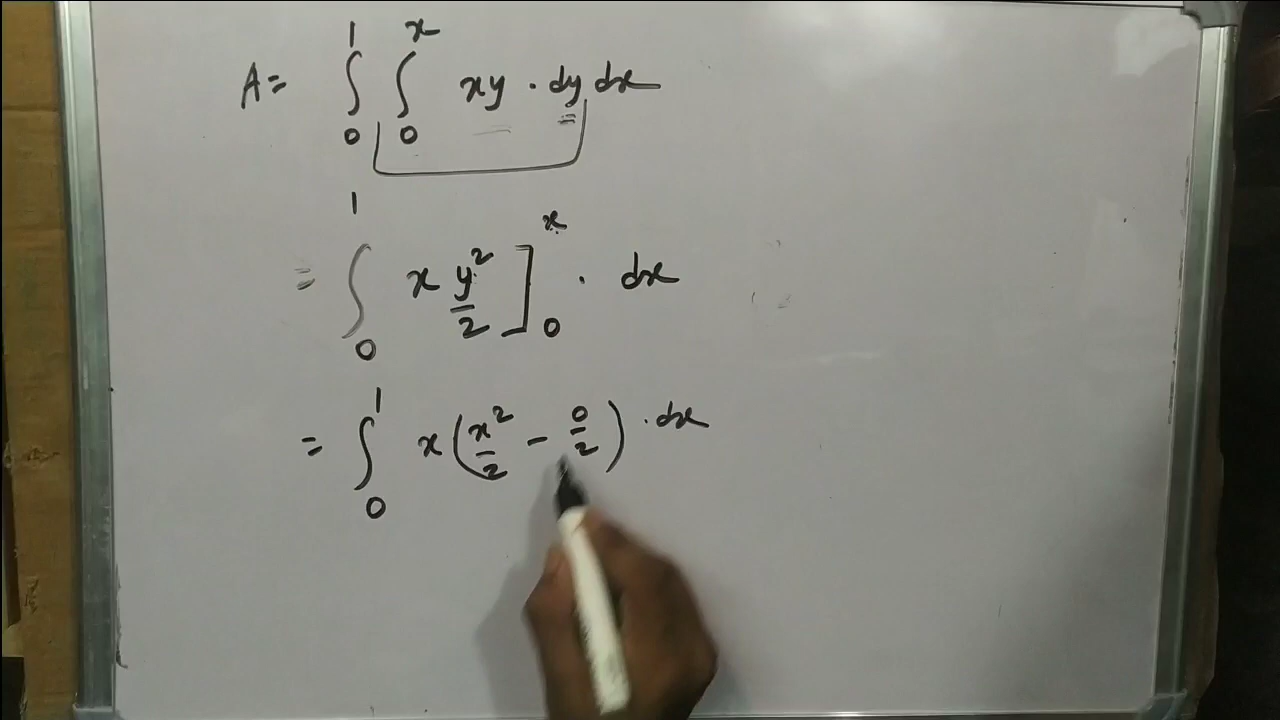 A = ∫₀¹ ∫₀ˣ xy · dy dx
= ∫₀¹ x y²/2 ]₀ˣ · dx
= ∫₀¹ x(x²/2 − 0/2) · dx